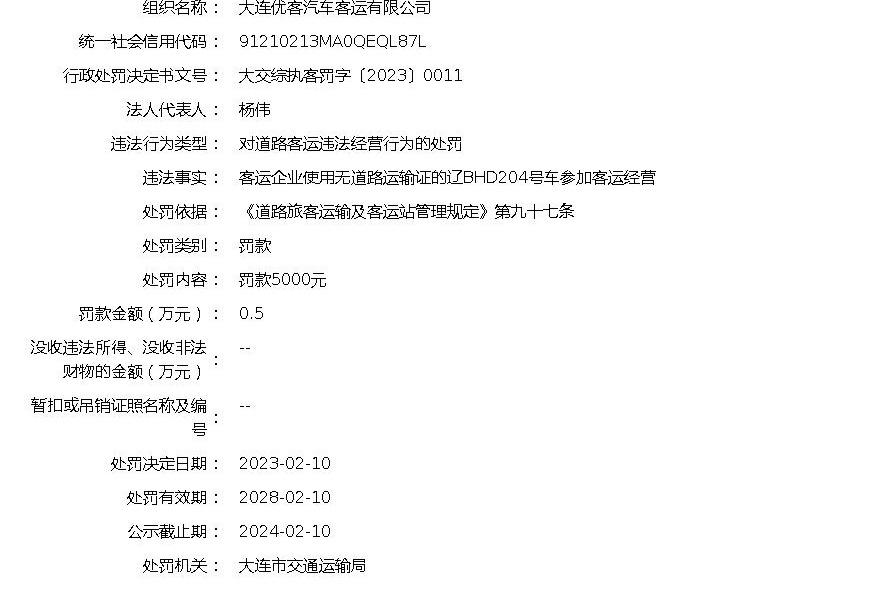 组织名称： 大连优客汽车客运有限公司
统一社会信用代码： 91210213MA0QEQL87L
行政处罚决定书文号： 大交综执客罚字〔2023〕0011
法人代表人： 杨伟
违法行为类型： 对道路客运违法经营行为的处罚
违法事实： 客运企业使用无道路运输证的辽BHD204号车参加客运经营
处罚依据： 《道路旅客运输及客运站管理规定》第九十七条
处罚类别： 罚款
处罚内容： 罚款5000元
罚款金额（万元）： 0.5
没收违法所得、没收非法
财物的金额（万元）： --
暂扣或吊销证照名称及编
号： --
处罚决定日期： 2023-02-10
处罚有效期： 2028-02-10
公示截止期： 2024-02-10
处罚机关： 大连市交通运输局